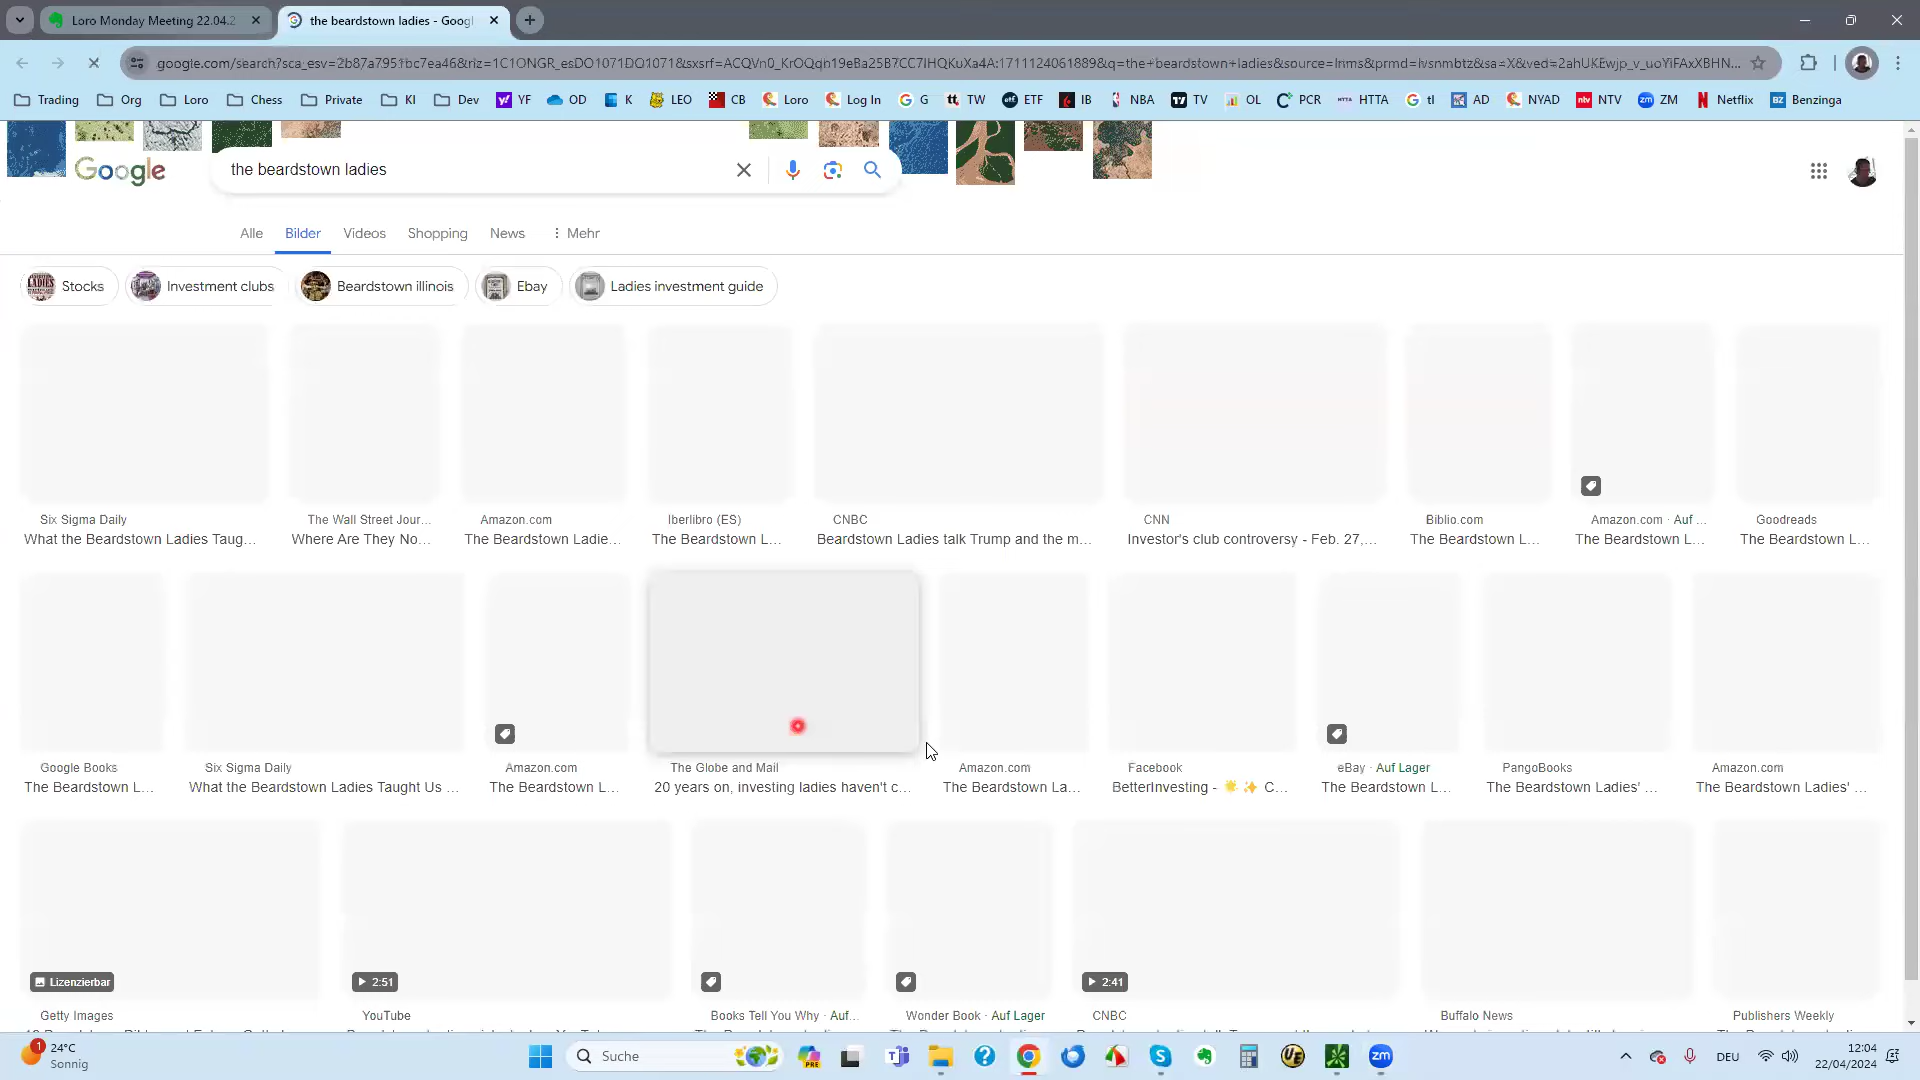 Loro Monday Meeting 22.04.2
the beardstown ladies - Googl
google.com/search?sca_esv=2b87a7951bc7ea46&rlz=1C1ONGR_esDO1071DO1071&sxsrf=ACQVn0_KrOQqin19eBa25B7CC7IHQKuXa4A:1711124061889&q=the+beardstown+ladies&source=lnms&prmd=ivsnmbtz&sa=X&ved=2ahUKEwjp_v_uoYiFAxXBHN...
Trading Org Loro Chess Private KI Dev YF OD K LEO CB Loro Log In G TW ETF IB NBA TV OL PCR HTTA tl AD NYAD NTV ZM Netflix Benzinga
Google
the beardstown ladies
Alle Bilder Videos Shopping News Mehr
Stocks Investment clubs Beardstown illinois Ebay Ladies investment guide
Six Sigma Daily The Wall Street Jour... Amazon.com Iberlibro (ES) CNBC CNN Biblio.com Amazon.com · Auf ... Goodreads
What the Beardstown Ladies Taug... Where Are They No... The Beardstown Ladie... The Beardstown L... Beardstown Ladies talk Trump and the m... Investor's club controversy - Feb. 27,... The Beardstown L... The Beardstown L... The Beardstown L...
Google Books Six Sigma Daily Amazon.com The Globe and Mail Amazon.com Facebook eBay · Auf Lager PangoBooks Amazon.com
The Beardstown L... What the Beardstown Ladies Taught Us ... The Beardstown L... 20 years on, investing ladies haven't c... The Beardstown La... BetterInvesting - 🌟 ✨ C... The Beardstown L... The Beardstown Ladies' ... The Beardstown Ladies' ...
Lizenzierbar 2:51 2:41
Getty Images YouTube Books Tell You Why · Auf... Wonder Book · Auf Lager CNBC Buffalo News Publishers Weekly
1
24°C
Sonnig
Suche
DEU
12:04
22/04/2024